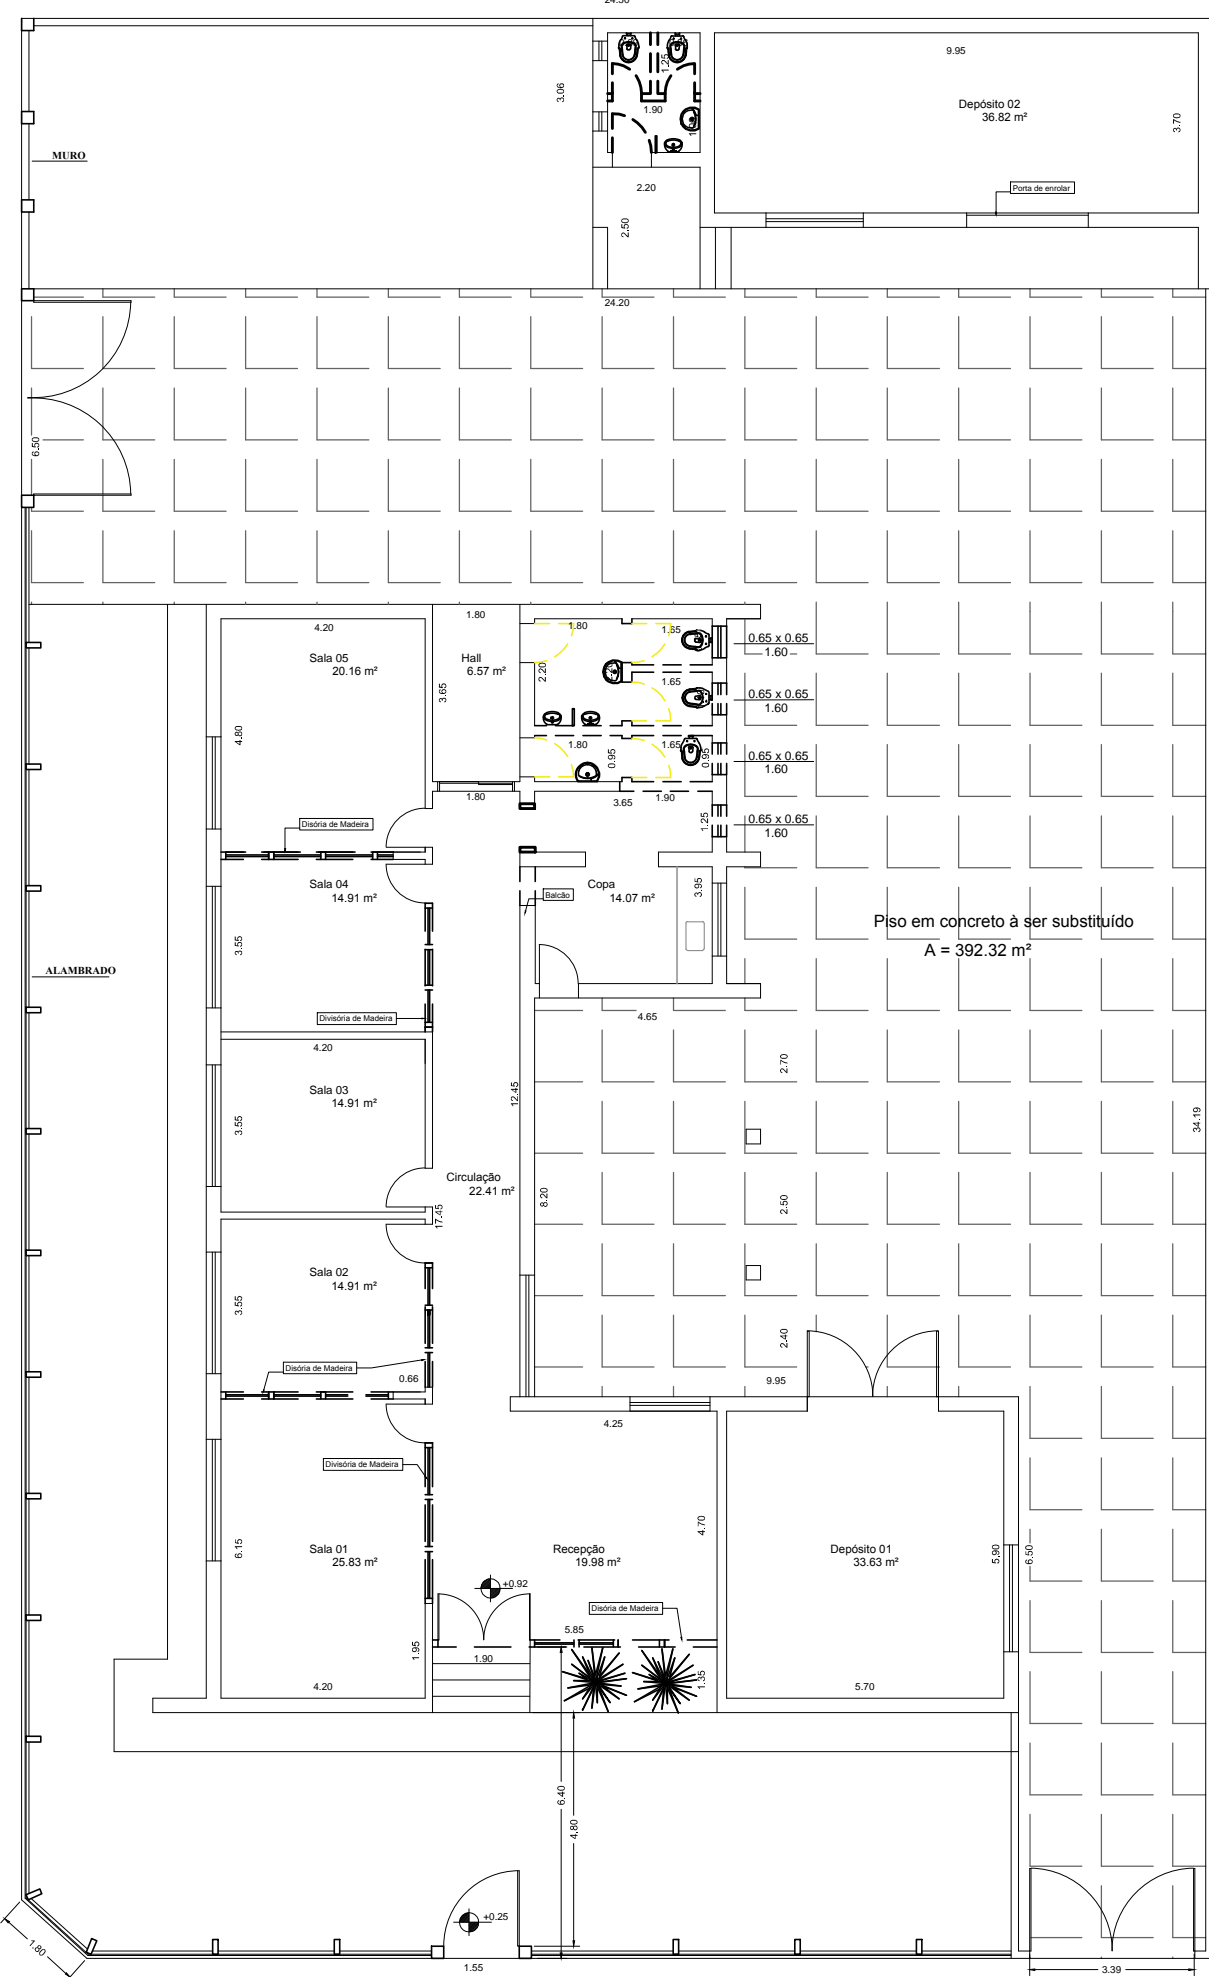 24.50
9.95
1.25
3.06
1.90
Depósito 02
36.82 m²
3.70
MURO
2.20
Porta de enrolar
2.50
24.20
6.50
1.80
4.20
1.80
1.65
0.65 x 0.65
1.60
Sala 05
20.16 m²
Hall
6.57 m²
2.20
3.65
1.65
0.65 x 0.65
1.60
4.80
1.80
0.95
1.65
0.95
0.65 x 0.65
1.60
1.80
3.65
1.90
1.25
0.65 x 0.65
1.60
Disória de Madeira
Sala 04
14.91 m²
Copa
14.07 m²
3.95
Balcão
3.55
Piso em concreto à ser substituído
A = 392.32 m²
ALAMBRADO
Divisória de Madeira
4.65
4.20
2.70
Sala 03
14.91 m²
12.45
3.55
34.19
Circulação
22.41 m²
8.20
2.50
17.45
Sala 02
14.91 m²
3.55
2.40
Disória de Madeira
0.66
9.95
4.25
Divisória de Madeira
4.70
6.15
Sala 01
25.83 m²
Recepção
19.98 m²
Depósito 01
33.63 m²
5.90
6.50
+0.92
Disória de Madeira
5.85
1.95
1.90
1.35
4.20
5.70
6.40
4.80
+0.25
1.80
1.55
3.39